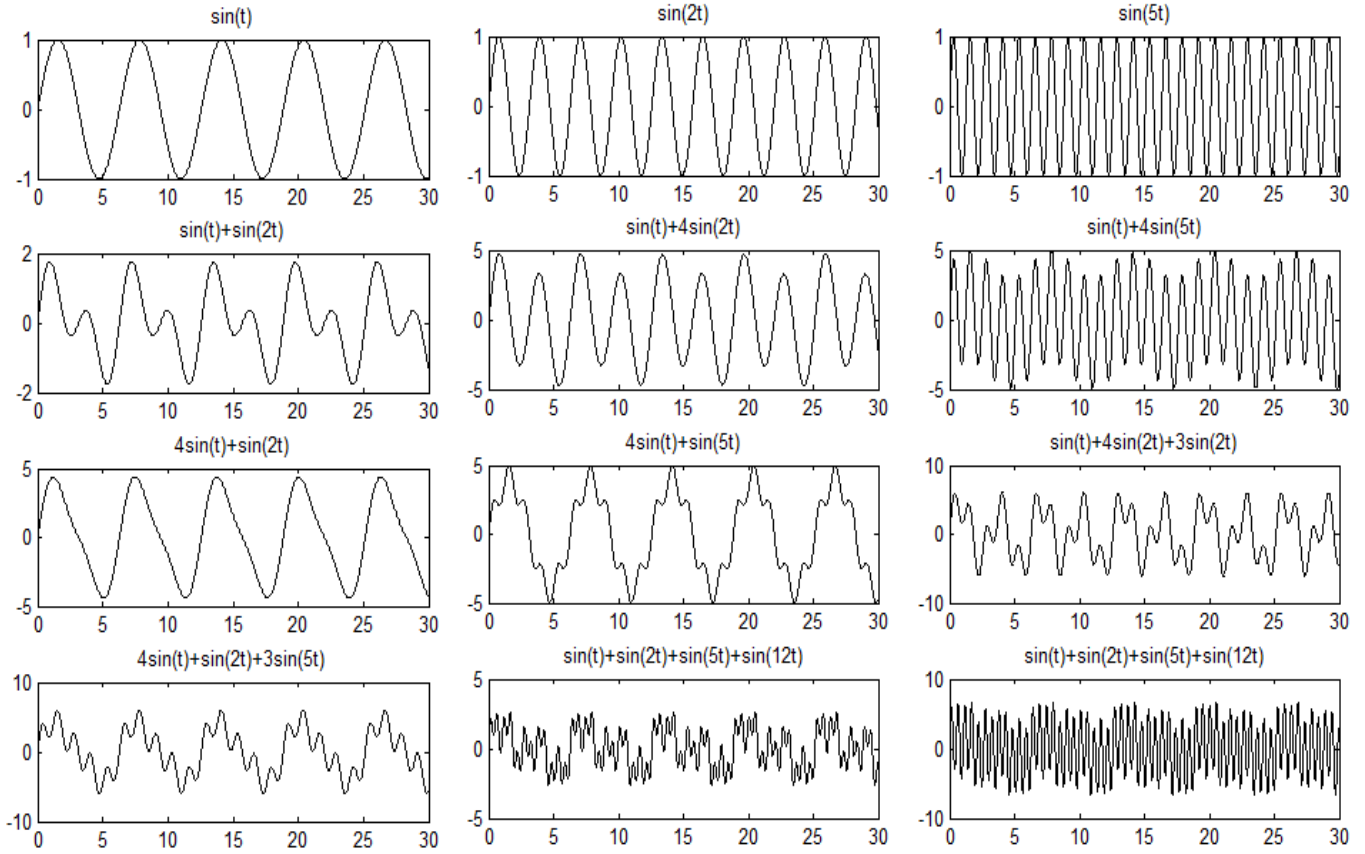 sin(t) sin(2t) sin(5t)
1 1 1
0 0 0
-1 -1 -1
0 5 10 15 20 25 30 0 5 10 15 20 25 30 0 5 10 15 20 25 30
sin(t)+sin(2t) sin(t)+4sin(2t) sin(t)+4sin(5t)
2 5 5
0 0 0
-2 -5 -5
0 5 10 15 20 25 30 0 5 10 15 20 25 30 0 5 10 15 20 25 30
4sin(t)+sin(2t) 4sin(t)+sin(5t) sin(t)+4sin(2t)+3sin(2t)
5 5 10
0 0 0
-5 -5 -10
0 5 10 15 20 25 30 0 5 10 15 20 25 30 0 5 10 15 20 25 30
4sin(t)+sin(2t)+3sin(5t) sin(t)+sin(2t)+sin(5t)+sin(12t) sin(t)+sin(2t)+sin(5t)+sin(12t)
10 5 10
0 0 0
-10 -5 -10
0 5 10 15 20 25 30 0 5 10 15 20 25 30 0 5 10 15 20 25 30